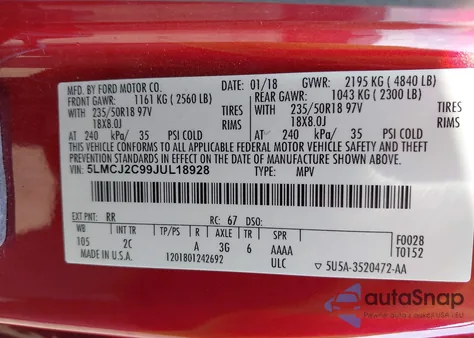 MFD. BY FORD MOTOR CO. 01/18 GVWR: 2195 KG ( 4840 LB)
FRONT GAWR: 1161 KG ( 2560 LB) REAR GAWR: 1043 KG ( 2300 LB)
WITH 235/50R18 97V TIRES WITH 235/50R18 97V TIRES
18X8.0J RIMS 18X8.0J RIMS
AT 240 kPa/ 35 PSI COLD AT 240 kPa/ 35 PSI COLD
THIS VEHICLE CONFORMS TO ALL APPLICABLE FEDERAL MOTOR VEHICLE SAFETY AND THEFT PREVENTION STANDARDS IN EFFECT ON THE DATE OF MANUFACTURE SHOWN ABOVE.
VIN: 5LMCJ2C99JUL18928 TYPE: MPV
EXT PNT: RR RC: 67 DSO:
WB INT TR TP/PS R AXLE TR SPR F0028
105 2C A 3G 6 AAAA T0152
MADE IN U.S.A. 1201801242692 ULC 5U5A-3520472-AA
autoSnap
Pewne auta z USA i EU